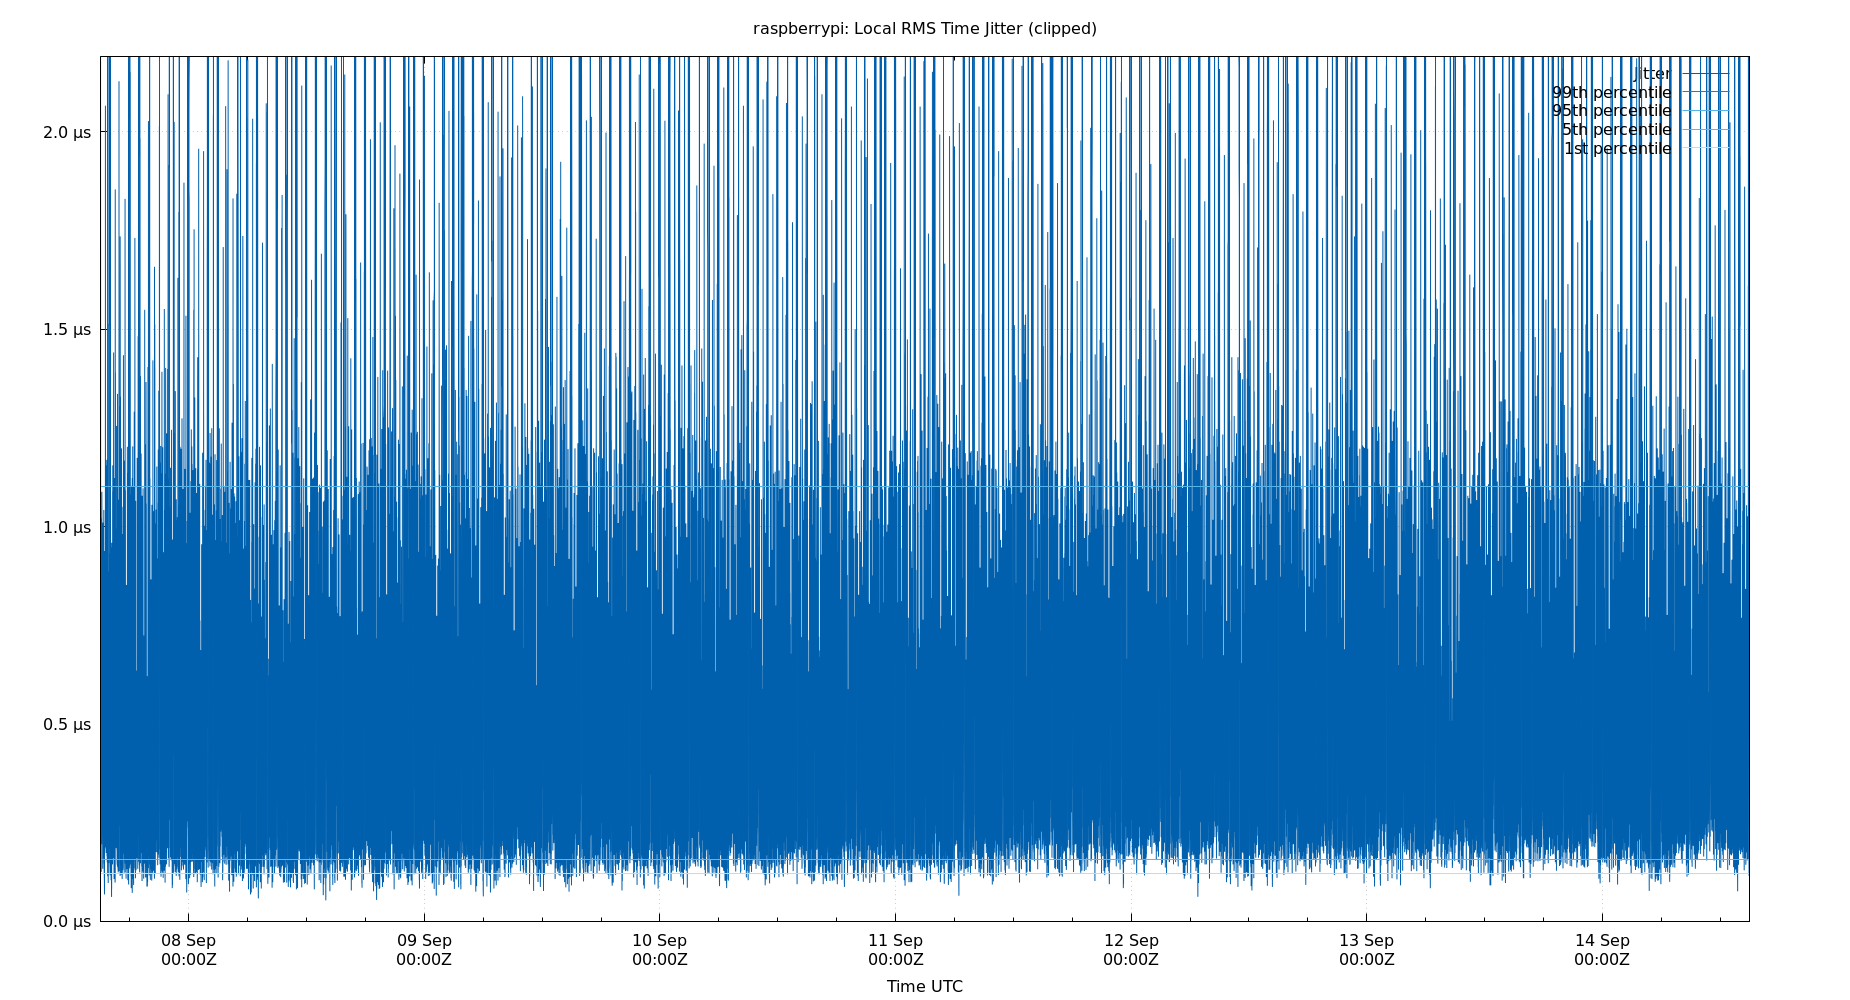 raspberrypi: Local RMS Time Jitter (clipped)
Jitter
99th percentile
95th percentile
5th percentile
1st percentile
2.0 µs
1.5 µs
1.0 µs
0.5 µs
0.0 µs
08 Sep 09 Sep 10 Sep 11 Sep 12 Sep 13 Sep 14 Sep
00:00Z 00:00Z 00:00Z 00:00Z 00:00Z 00:00Z 00:00Z
Time UTC